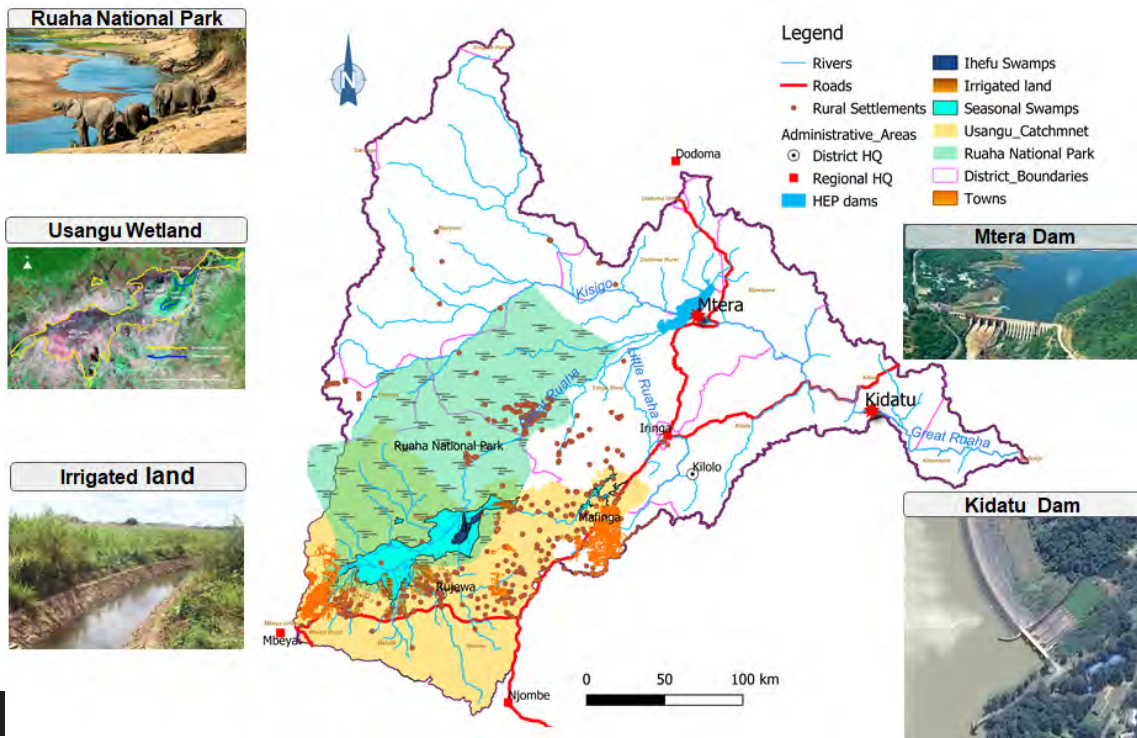 Ruaha National Park
Usangu Wetland
Irrigated land
N
Legend
Rivers
Roads
Rural Settlements
Administrative_Areas
District HQ
Regional HQ
HEP dams
Ihefu Swamps
Irrigated land
Seasonal Swamps
Usangu_Catchmnet
Ruaha National Park
District_Boundaries
Towns
Dodoma
Kisigo
Mtera
Little Ruaha
Great Ruaha
Ruaha National Park
Iringa
Kilolo
Kidatu
Great Ruaha
Mafinga
Rujewa
Mbeya
Njombe
0 50 100 km
Mtera Dam
Kidatu Dam